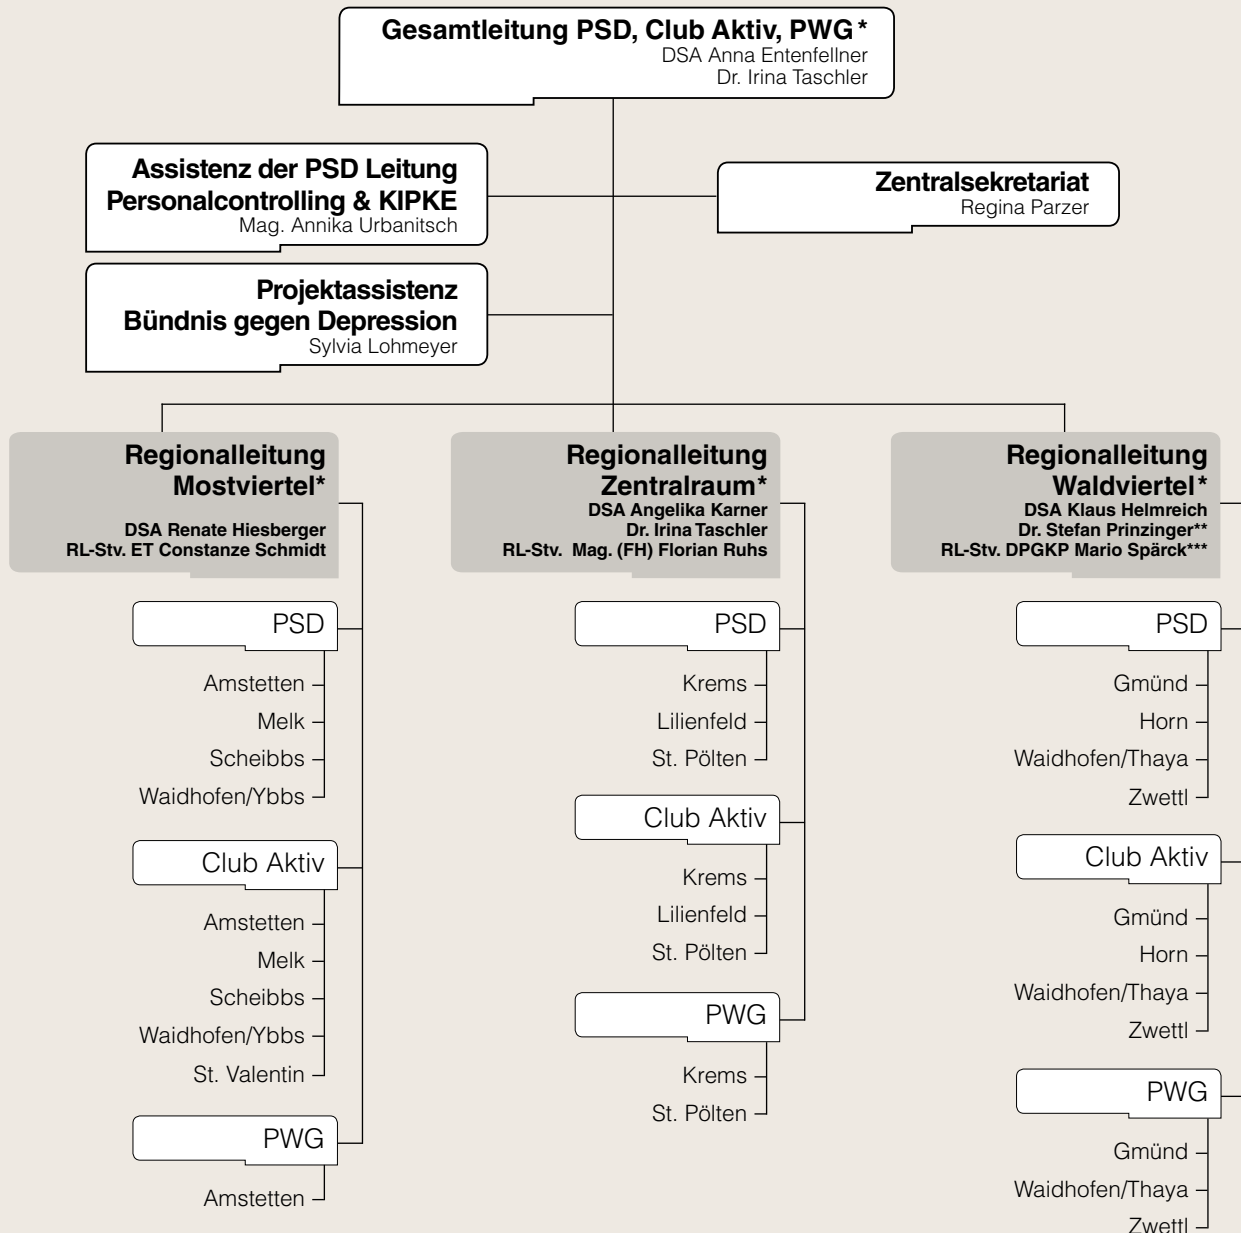 Gesamtleitung PSD, Club Aktiv, PWG*
DSA Anna Entenfellner
Dr. Irina Taschler
Assistenz der PSD Leitung
Personalcontrolling & KIPKE
Mag. Annika Urbanitsch
Zentralsekretariat
Regina Parzer
Projektassistenz
Bündnis gegen Depression
Sylvia Lohmeyer
Regionalleitung
Mostviertel*
DSA Renate Hiesberger
RL-Stv. ET Constanze Schmidt
PSD
Amstetten
Melk
Scheibbs
Waidhofen/Ybbs
Club Aktiv
Amstetten
Melk
Scheibbs
Waidhofen/Ybbs
St. Valentin
PWG
Amstetten
Regionalleitung
Zentralraum*
DSA Angelika Karner
Dr. Irina Taschler
RL-Stv. Mag. (FH) Florian Ruhs
PSD
Krems
Lilienfeld
St. Pölten
Club Aktiv
Krems
Lilienfeld
St. Pölten
PWG
Krems
St. Pölten
Regionalleitung
Waldviertel*
DSA Klaus Helmreich
Dr. Stefan Prinzinger**
RL-Stv. DPGKP Mario Spärck***
PSD
Gmünd
Horn
Waidhofen/Thaya
Zwettl
Club Aktiv
Gmünd
Horn
Waidhofen/Thaya
Zwettl
PWG
Gmünd
Waidhofen/Thaya
Zwettl